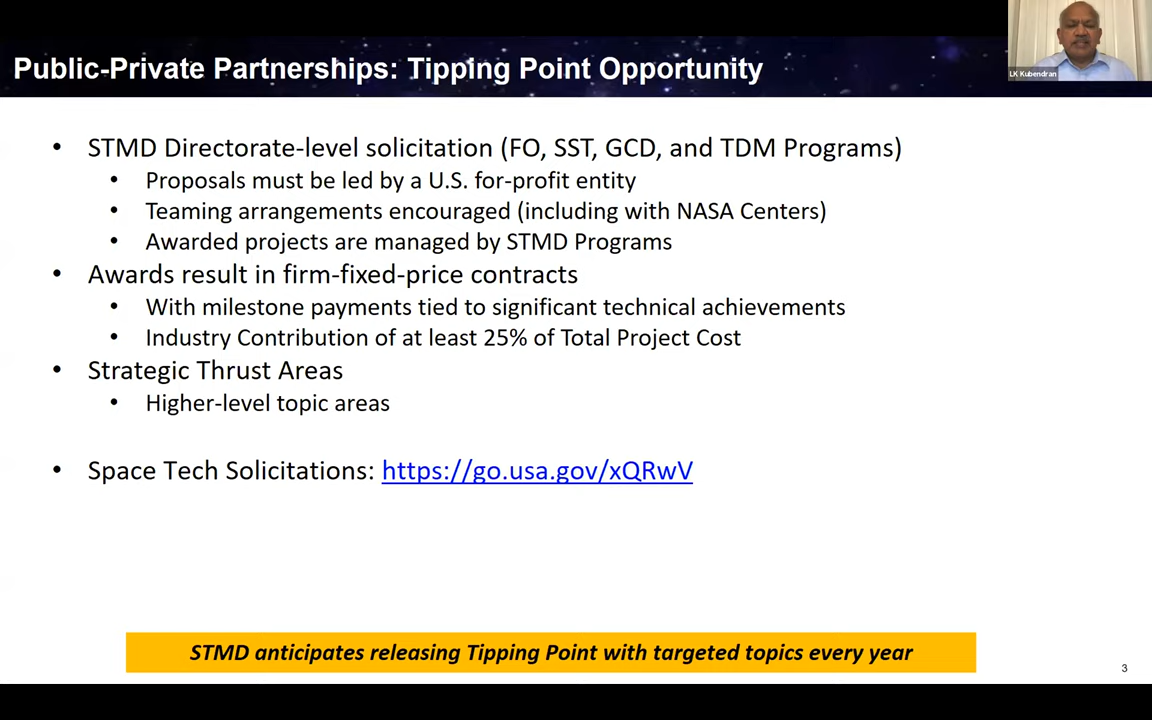 Public-Private Partnerships: Tipping Point Opportunity
LK Kubendran
• STMD Directorate-level solicitation (FO, SST, GCD, and TDM Programs)
• Proposals must be led by a U.S. for-profit entity
• Teaming arrangements encouraged (including with NASA Centers)
• Awarded projects are managed by STMD Programs
• Awards result in firm-fixed-price contracts
• With milestone payments tied to significant technical achievements
• Industry Contribution of at least 25% of Total Project Cost
• Strategic Thrust Areas
• Higher-level topic areas
• Space Tech Solicitations: https://go.usa.gov/xQRwV
STMD anticipates releasing Tipping Point with targeted topics every year
3